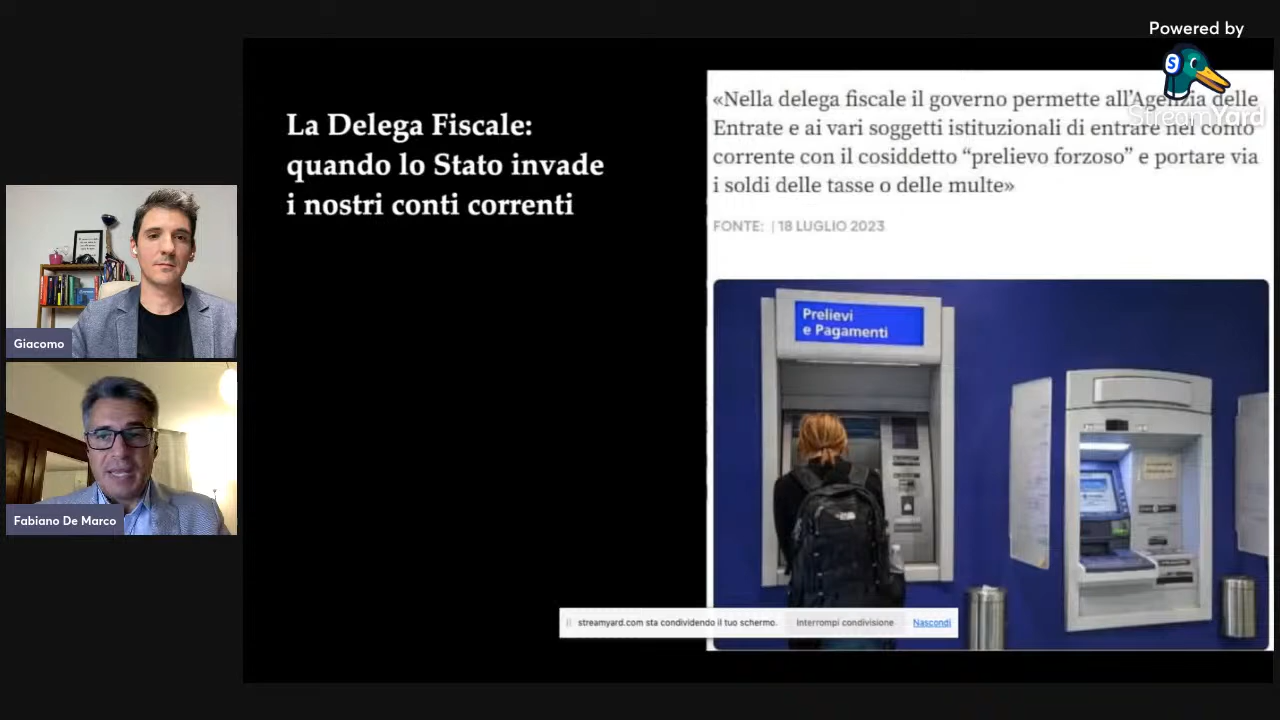 Powered by
StreamYard
La Delega Fiscale:
quando lo Stato invade
i nostri conti correnti
«Nella delega fiscale il governo permette all'Agenzia delle
Entrate e ai vari soggetti istituzionali di entrare nel conto
corrente con il cosiddetto “prelievo forzoso” e portare via
i soldi delle tasse o delle multe»
FONTE: | 18 LUGLIO 2023
Prelievi
e Pagamenti
Giacomo
Fabiano De Marco
streamyard.com sta condividendo il tuo schermo. Interrompi condivisione Nascondi